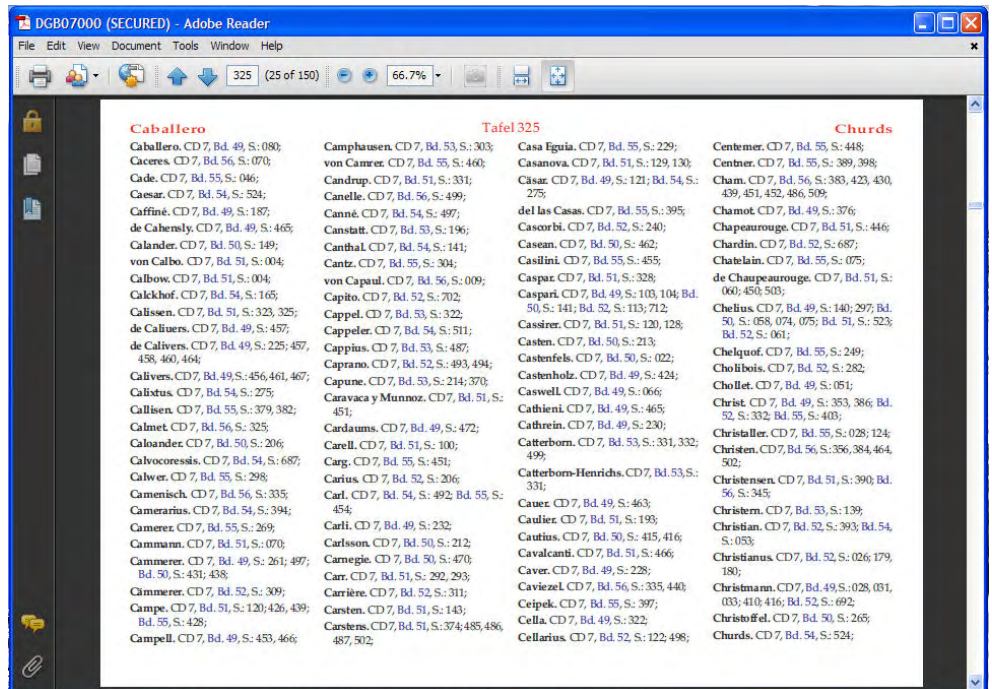 DGB07000 (SECURED) - Adobe Reader
File Edit View Document Tools Window Help
325 (25 of 150) 66.7%
Caballero Tafel 325 Churds
Caballero. CD 7, Bd. 49, S.: 080;
Caceres. CD 7, Bd. 56, S.: 070;
Cade. CD 7, Bd. 55, S.: 046;
Caesar. CD 7, Bd. 54, S.: 524;
Caffiné. CD 7, Bd. 49, S.: 187;
de Cahensly. CD 7, Bd. 49, S.: 465;
Calander. CD 7, Bd. 50, S.: 149;
von Calbo. CD 7, Bd. 51, S.: 004;
Calbow. CD 7, Bd. 51, S.: 004;
Calckhof. CD 7, Bd. 54, S.: 165;
Calissen. CD 7, Bd. 51, S.: 323, 325;
de Caliuers. CD 7, Bd. 49, S.: 457;
de Calivers. CD 7, Bd. 49, S.: 225; 457,
458, 460, 464;
Calivers. CD 7, Bd. 49, S.: 456, 461, 467;
Calixtus. CD 7, Bd. 54, S.: 275;
Callisen. CD 7, Bd. 55, S.: 379, 382;
Calmet. CD 7, Bd. 56, S.: 325;
Caloander. CD 7, Bd. 50, S.: 206;
Calvocoressis. CD 7, Bd. 54, S.: 687;
Calwer. CD 7, Bd. 55, S.: 298;
Camenisch. CD 7, Bd. 56, S.: 335;
Camerarius. CD 7, Bd. 54, S.: 394;
Camerer. CD 7, Bd. 55, S.: 269;
Cammann. CD 7, Bd. 51, S.: 070;
Cammerer. CD 7, Bd. 49, S.: 261; 497;
Bd. 50, S.: 431; 438;
Cämmerer. CD 7, Bd. 52, S.: 309;
Campe. CD 7, Bd. 51, S.: 120; 426, 439;
Bd. 55, S.: 428;
Campell. CD 7, Bd. 49, S.: 453, 466;
Camphausen. CD 7, Bd. 53, S.: 303;
von Camrer. CD 7, Bd. 55, S.: 460;
Candrup. CD 7, Bd. 51, S.: 331;
Canelle. CD 7, Bd. 56, S.: 499;
Canné. CD 7, Bd. 54, S.: 497;
Canstatt. CD 7, Bd. 53, S.: 196;
Canthal. CD 7, Bd. 54, S.: 141;
Cantz. CD 7, Bd. 55, S.: 304;
von Capaul. CD 7, Bd. 56, S.: 009;
Capito. CD 7, Bd. 52, S.: 702;
Cappel. CD 7, Bd. 53, S.: 322;
Cappeler. CD 7, Bd. 54, S.: 511;
Cappius. CD 7, Bd. 53, S.: 487;
Caprano. CD 7, Bd. 52, S.: 493, 494;
Capune. CD 7, Bd. 53, S.: 214; 370;
Caravaca y Munnoz. CD 7, Bd. 51, S.:
451;
Cardaums. CD 7, Bd. 49, S.: 472;
Carell. CD 7, Bd. 51, S.: 100;
Carg. CD 7, Bd. 55, S.: 451;
Carius. CD 7, Bd. 52, S.: 206;
Carl. CD 7, Bd. 54, S.: 492; Bd. 55, S.:
454;
Carli. CD 7, Bd. 49, S.: 232;
Carlsson. CD 7, Bd. 50, S.: 212;
Carnegie. CD 7, Bd. 50, S.: 470;
Carr. CD 7, Bd. 51, S.: 292, 293;
Carrière. CD 7, Bd. 52, S.: 311;
Carsten. CD 7, Bd. 51, S.: 143;
Carstens. CD 7, Bd. 51, S.: 374; 485, 486,
487, 502;
Casa Eguia. CD 7, Bd. 55, S.: 229;
Casanova. CD 7, Bd. 51, S.: 129, 130;
Cäsar. CD 7, Bd. 49, S.: 121; Bd. 54, S.:
275;
del las Casas. CD 7, Bd. 55, S.: 395;
Cascorbi. CD 7, Bd. 52, S.: 240;
Casean. CD 7, Bd. 50, S.: 462;
Casilini. CD 7, Bd. 55, S.: 455;
Caspar. CD 7, Bd. 51, S.: 328;
Caspari. CD 7, Bd. 49, S.: 103, 104; Bd.
50, S.: 141; Bd. 52, S.: 113; 712;
Cassirer. CD 7, Bd. 51, S.: 120, 128;
Casten. CD 7, Bd. 50, S.: 213;
Castenfels. CD 7, Bd. 50, S.: 022;
Castenholz. CD 7, Bd. 49, S.: 424;
Caswell. CD 7, Bd. 49, S.: 066;
Cathieni. CD 7, Bd. 49, S.: 465;
Cathrein. CD 7, Bd. 49, S.: 230;
Catterborn. CD 7, Bd. 53, S.: 331, 332;
499;
Catterborn-Henrichs. CD 7, Bd. 53, S.:
331;
Cauer. CD 7, Bd. 49, S.: 463;
Caulier. CD 7, Bd. 51, S.: 193;
Cautius. CD 7, Bd. 50, S.: 415, 416;
Cavalcanti. CD 7, Bd. 51, S.: 466;
Caver. CD 7, Bd. 49, S.: 228;
Caviezel. CD 7, Bd. 56, S.: 335, 440;
Ceipek. CD 7, Bd. 55, S.: 397;
Cella. CD 7, Bd. 49, S.: 322;
Cellarius. CD 7, Bd. 52, S.: 122; 498;
Centemer. CD 7, Bd. 55, S.: 448;
Centner. CD 7, Bd. 55, S.: 389, 398;
Cham. CD 7, Bd. 56, S.: 383, 423, 430,
439, 451, 452, 486, 509;
Chamot. CD 7, Bd. 49, S.: 376;
Chapeaurouge. CD 7, Bd. 51, S.: 446;
Chardin. CD 7, Bd. 52, S.: 687;
Chatelain. CD 7, Bd. 55, S.: 075;
de Chaupeaurouge. CD 7, Bd. 51, S.:
060; 450; 503;
Chelius. CD 7, Bd. 49, S.: 140; 297; Bd.
50, S.: 058, 074, 075; Bd. 51, S.: 523;
Bd. 52, S.: 061;
Chelquof. CD 7, Bd. 55, S.: 249;
Cholibois. CD 7, Bd. 52, S.: 282;
Chollet. CD 7, Bd. 49, S.: 051;
Christ. CD 7, Bd. 49, S.: 353, 386; Bd.
52, S.: 332; Bd. 55, S.: 403;
Christaller. CD 7, Bd. 55, S.: 028; 124;
Christen. CD 7, Bd. 56, S.: 356, 384, 464,
502;
Christensen. CD 7, Bd. 51, S.: 390; Bd.
56, S.: 345;
Christern. CD 7, Bd. 53, S.: 139;
Christian. CD 7, Bd. 52, S.: 393; Bd. 54,
S.: 053;
Christianus. CD 7, Bd. 52, S.: 026; 179,
180;
Christmann. CD 7, Bd. 49, S.: 028, 031,
033; 410; 416; Bd. 52, S.: 692;
Christoffel. CD 7, Bd. 50, S.: 265;
Churds. CD 7, Bd. 54, S.: 524;